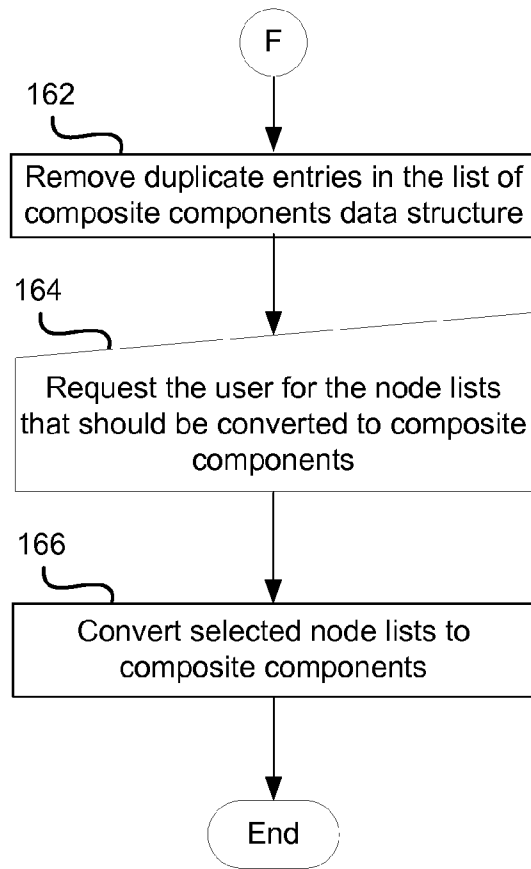 F
162
Remove duplicate entries in the list of
composite components data structure
164
Request the user for the node lists
that should be converted to composite
components
166
Convert selected node lists to
composite components
End